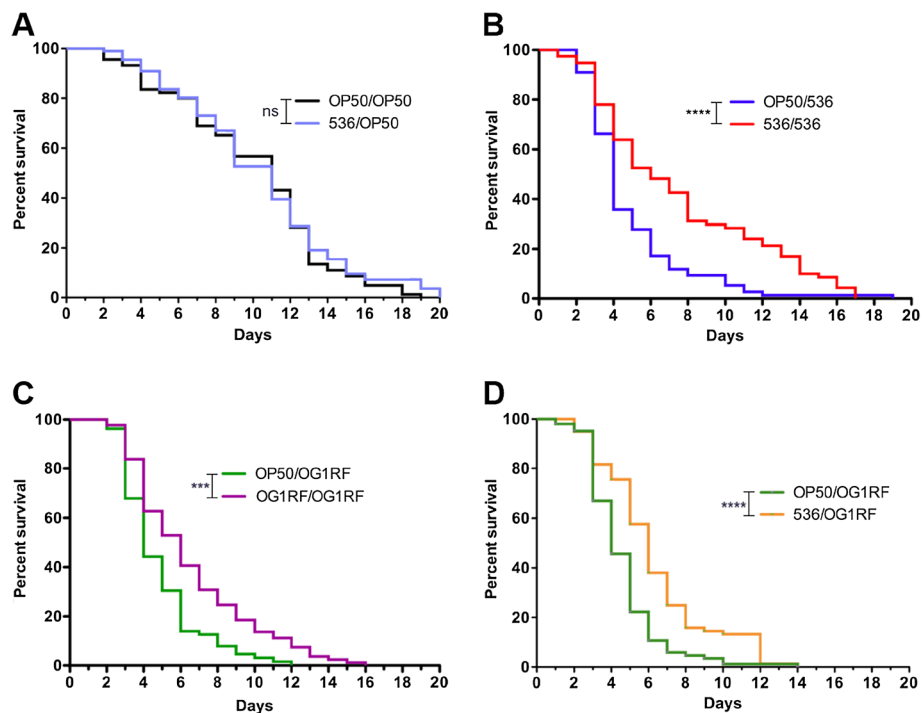 A
Percent survival
100
80
60
40
20
0
ns
OP50/OP50
536/OP50
0 2 4 6 8 10 12 14 16 18 20
Days
B
Percent survival
100
80
60
40
20
0
****
OP50/536
536/536
0 2 4 6 8 10 12 14 16 18 20
Days
C
Percent survival
100
80
60
40
20
0
***
OP50/OG1RF
OG1RF/OG1RF
0 2 4 6 8 10 12 14 16 18 20
Days
D
Percent survival
100
80
60
40
20
0
****
OP50/OG1RF
536/OG1RF
0 2 4 6 8 10 12 14 16 18 20
Days